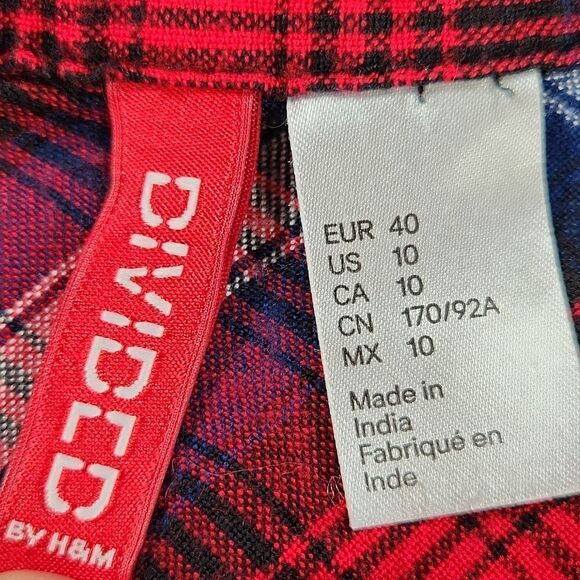 DIVIDED
BY H&M
EUR 40
US 10
CA 10
CN 170/92A
MX 10
Made in
India
Fabriqué en
Inde